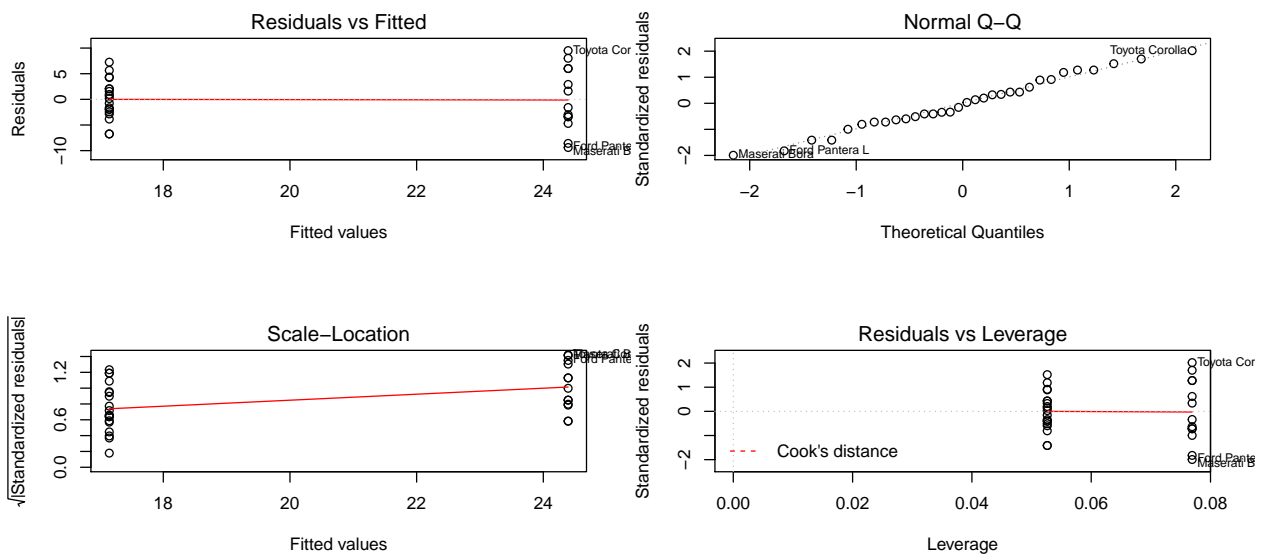 Residuals vs Fitted
Residuals
5
0
−10
Toyota Cor
Ford Pante
Maserati B
18
20
22
24
Fitted values
Normal Q−Q
Standardized residuals
2
1
0
−2
Toyota Corolla
Maserati Bora
Ford Pantera L
−2
−1
0
1
2
Theoretical Quantiles
Scale−Location
√|Standardized residuals|
1.2
0.6
0.0
Ford Pante
18
20
22
24
Fitted values
Residuals vs Leverage
Standardized residuals
2
1
0
−2
Toyota Cor
Ford Pante
Maserati B
Cook's distance
0.00
0.02
0.04
0.06
0.08
Leverage